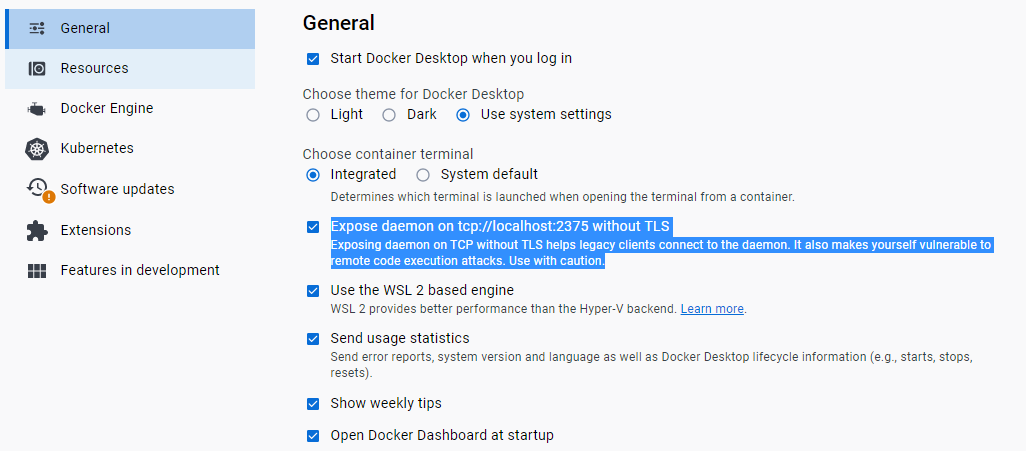 General
Resources
Docker Engine
Kubernetes
Software updates
Extensions
Features in development
General
Start Docker Desktop when you log in
Choose theme for Docker Desktop
Light Dark Use system settings
Choose container terminal
Integrated System default
Determines which terminal is launched when opening the terminal from a container.
Expose daemon on tcp://localhost:2375 without TLS
Exposing daemon on TCP without TLS helps legacy clients connect to the daemon. It also makes yourself vulnerable to
remote code execution attacks. Use with caution.
Use the WSL 2 based engine
WSL 2 provides better performance than the Hyper-V backend. Learn more.
Send usage statistics
Send error reports, system version and language as well as Docker Desktop lifecycle information (e.g., starts, stops,
resets).
Show weekly tips
Open Docker Dashboard at startup